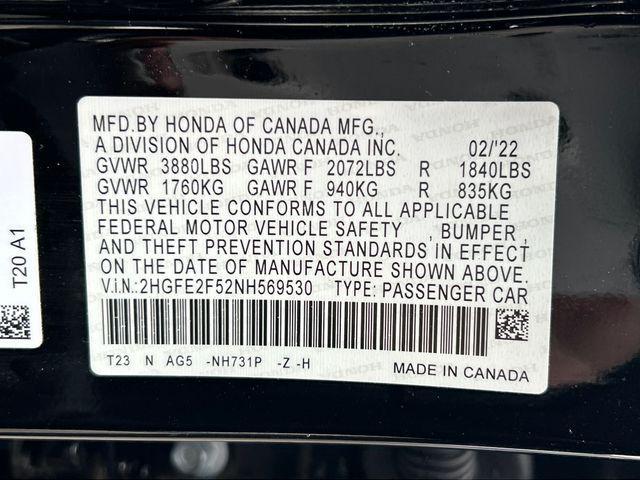 MFD.BY HONDA OF CANADA MFG.,
A DIVISION OF HONDA CANADA INC. 02/'22
GVWR 3880LBS GAWR F 2072LBS R 1840LBS
GVWR 1760KG GAWR F 940KG R 835KG
THIS VEHICLE CONFORMS TO ALL APPLICABLE
FEDERAL MOTOR VEHICLE SAFETY , BUMPER ,
AND THEFT PREVENTION STANDARDS IN EFFECT
ON THE DATE OF MANUFACTURE SHOWN ABOVE.
V.I.N.:2HGFE2F52NH569530 TYPE: PASSENGER CAR
T23 N AG5 -NH731P -Z -H
MADE IN CANADA
T20 A1